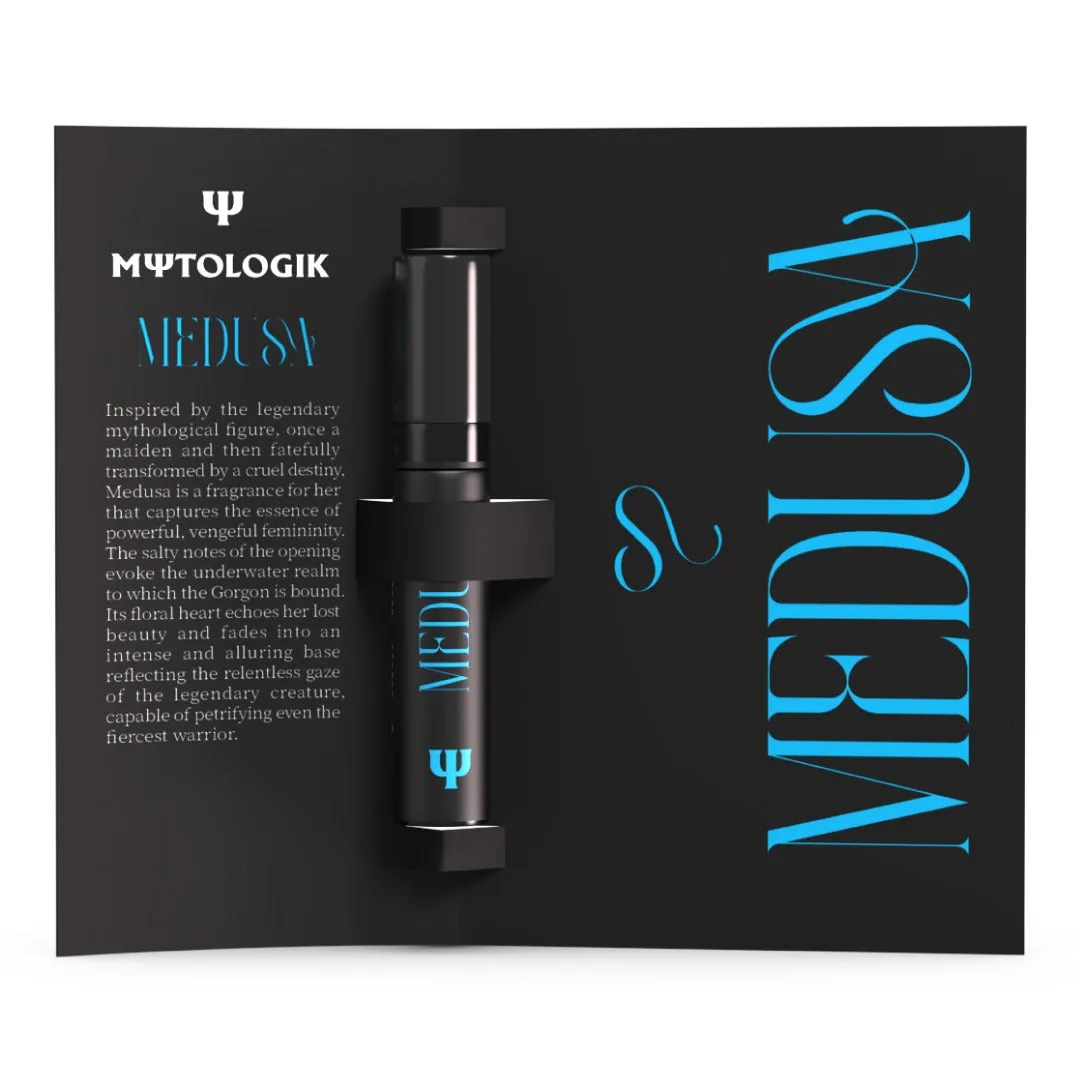 Ψ
MΨTOLOGIK
MEDUSA
Inspired by the legendary
mythological figure, once a
maiden and then fatefully
transformed by a cruel destiny.
Medusa is a fragrance for her
that captures the essence of
powerful, vengeful femininity.
The salty notes of the opening
evoke the underwater realm
to which the Gorgon is bound.
Its floral heart echoes her lost
beauty and fades into an
intense and alluring base
reflecting the relentless gaze
of the legendary creature,
capable of petrifying even the
fiercest warrior.
MEDU
Ψ
MEDUSA